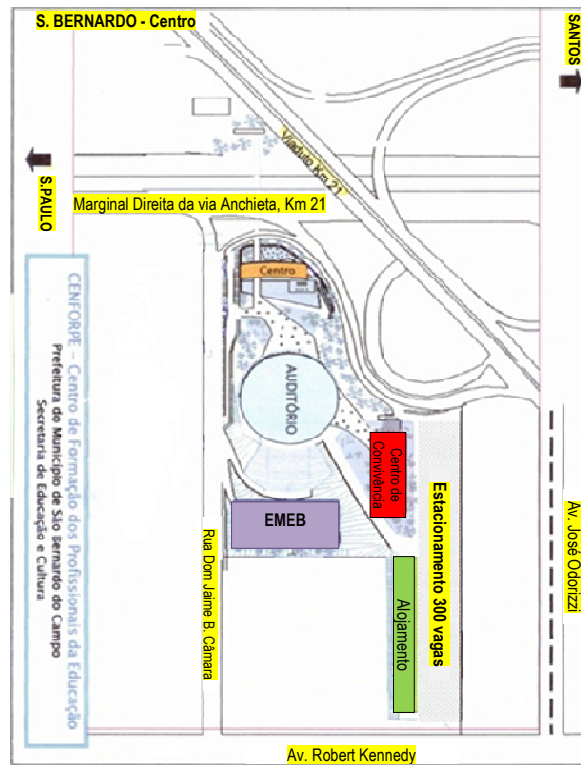 S. BERNARDO - Centro
SANTOS
Viaduto Km 21
S.PAULO
Marginal Direita da via Anchieta, Km 21
Centro
AUDITÓRIO
Centro de
Convivência
EMEB
Estacionamento 300 vagas
Alojamento
Av. José Odorizzi
Rua Dom Jaime B. Câmara
CENFORPE – Centro de Formação dos Profissionais da Educação
Prefeitura do Município de São Bernardo do Campo
Secretaria de Educação e Cultura
Av. Robert Kennedy